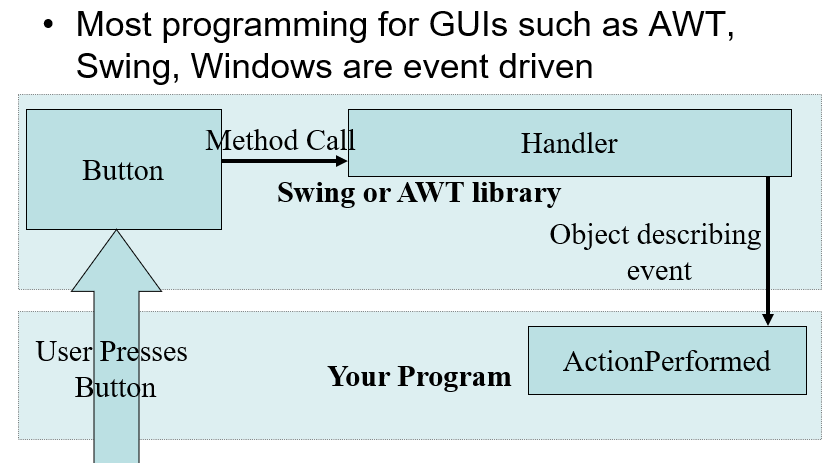 • Most programming for GUIs such as AWT,
Swing, Windows are event driven
Method Call
Handler
Button
Swing or AWT library
Object describing
event
User Presses
Button
Your Program
ActionPerformed